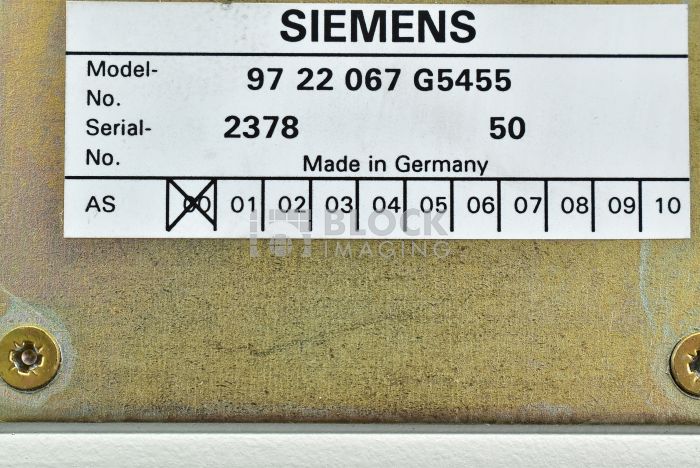 SIEMENS
Model-
No.
97 22 067 G5455
Serial-
No.
2378 50
Made in Germany
AS 00 01 02 03 04 05 06 07 08 09 10
BLOCK
IMAGING